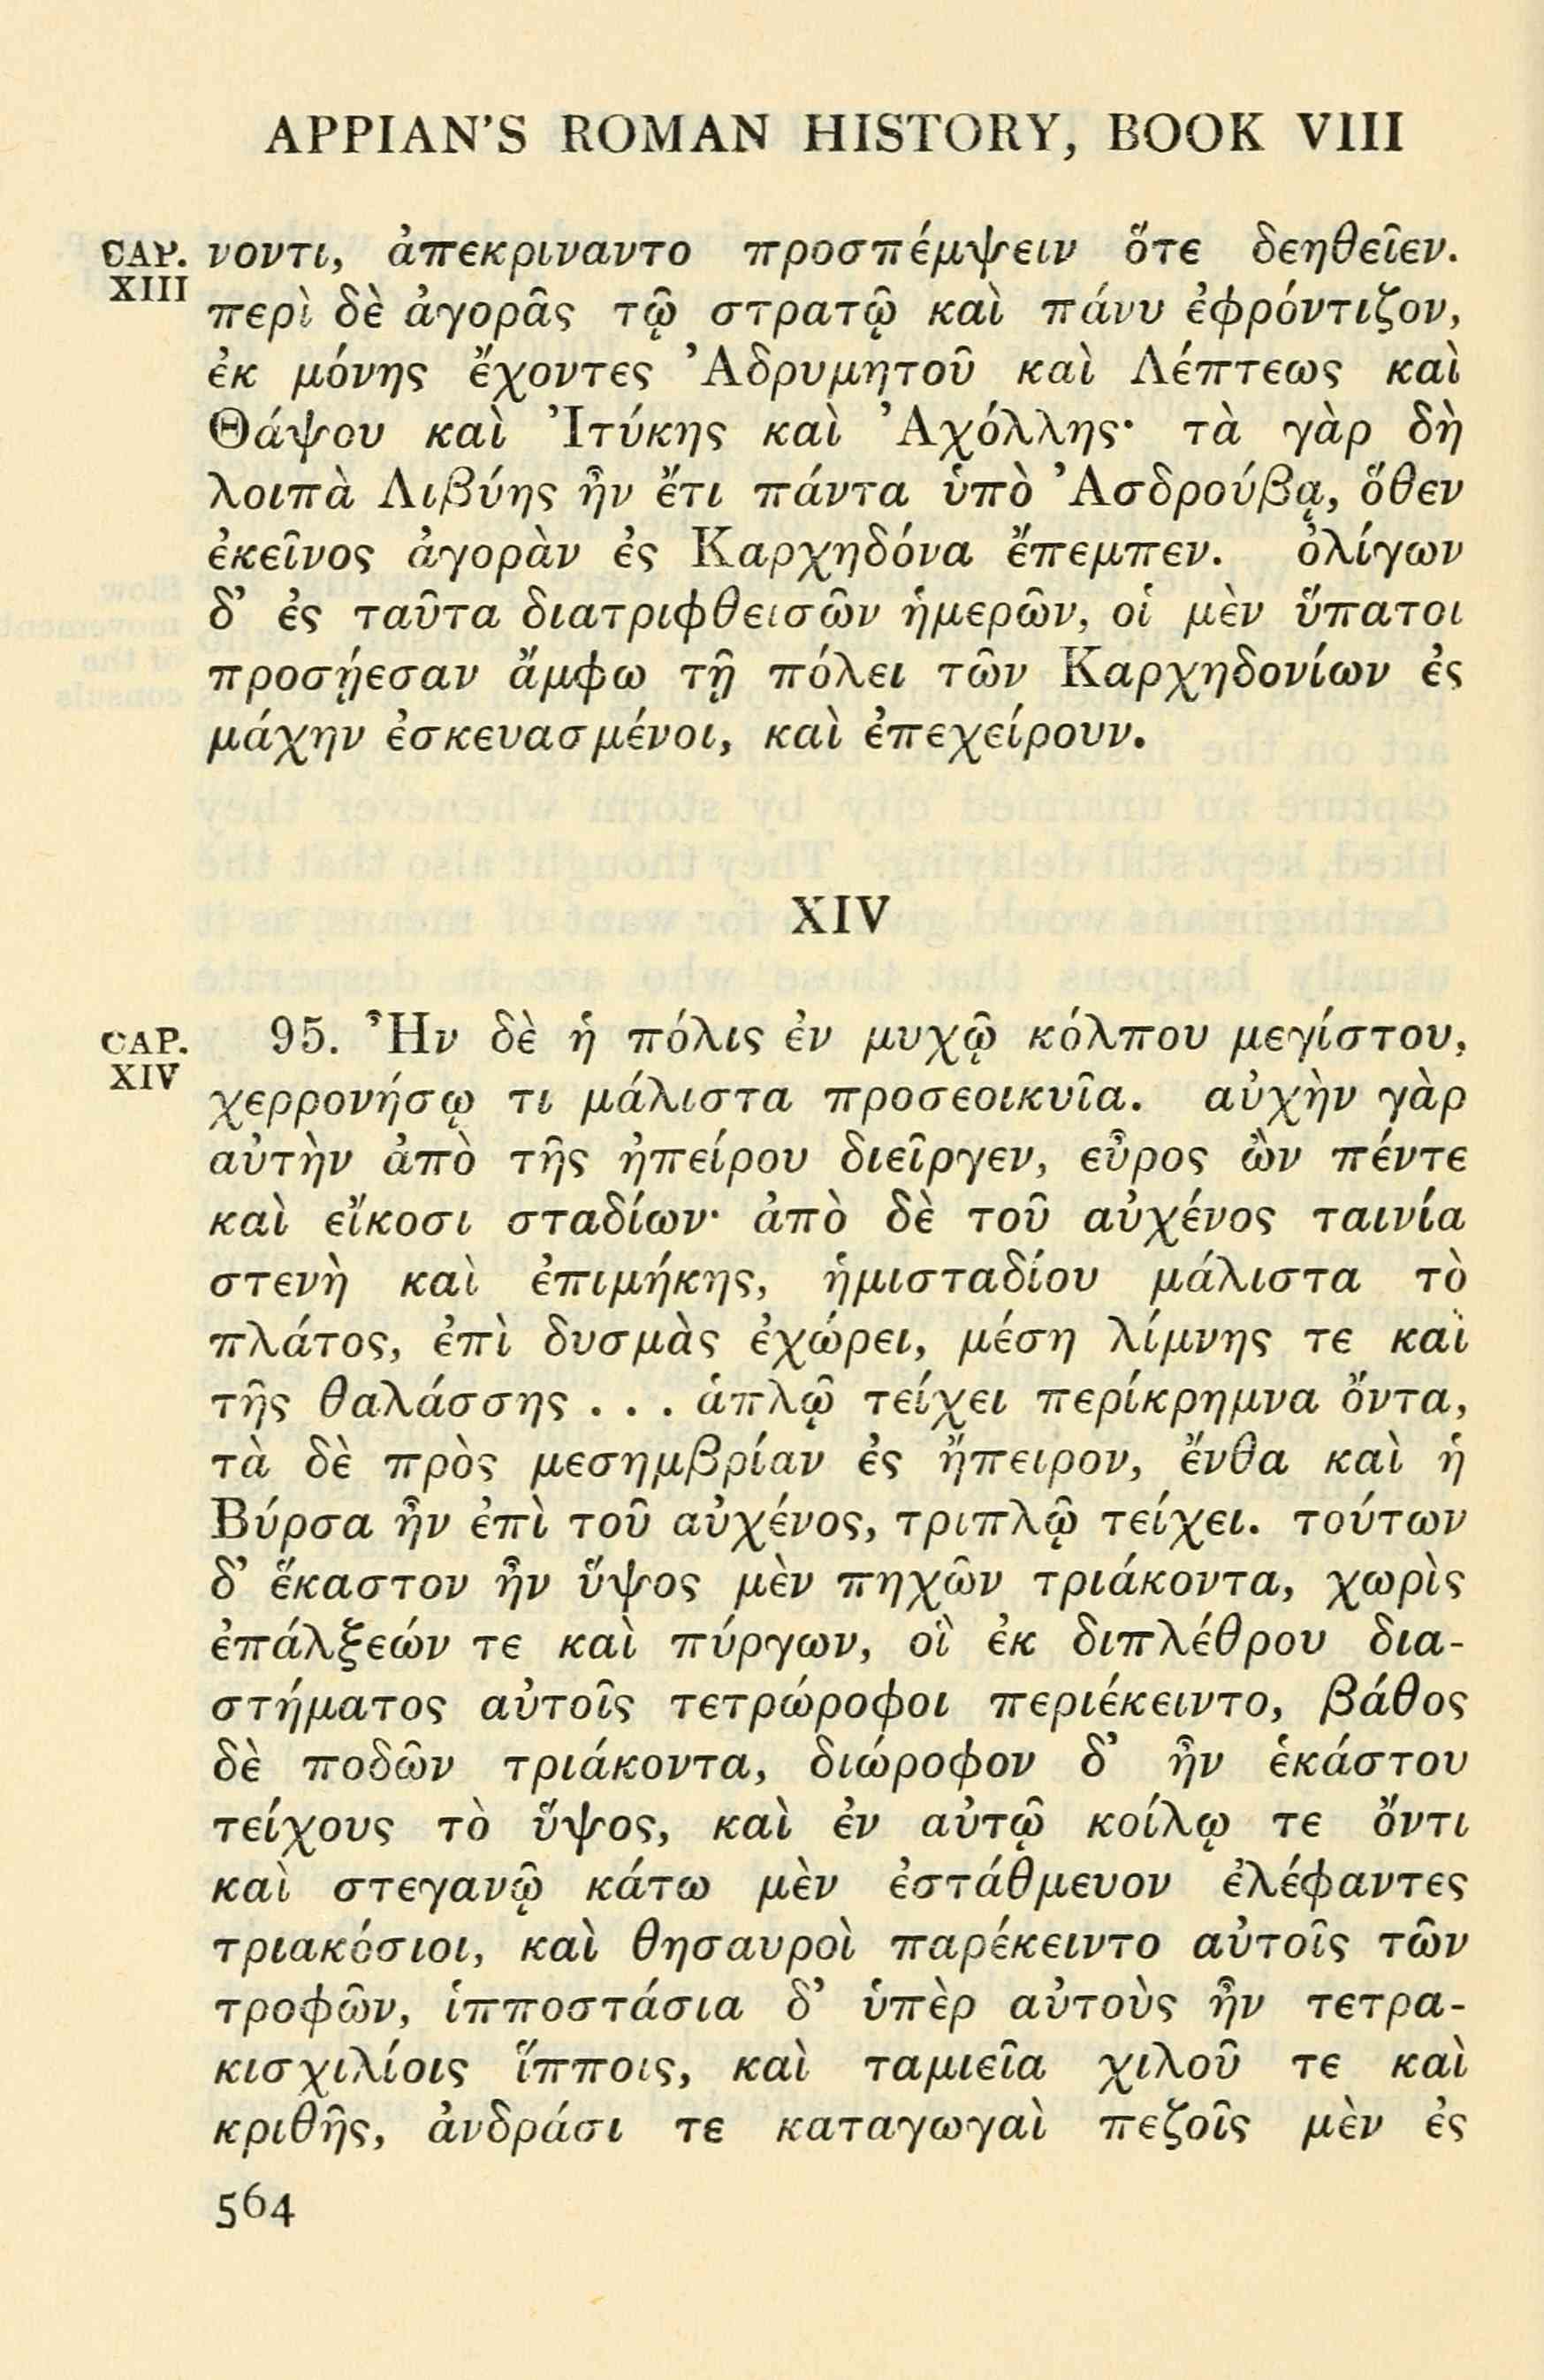 APPIAN'S ROMAN HISTORY, BOOK VIII
CAP. XIII
νοντι, ἀπεκριναντο προσπέμψειν ὅτε δεηθεῖεν.
περὶ δὲ ἀγορᾶς τῷ στρατῷ καὶ πάνυ ἐφρόντιζον,
ἐκ μόνης ἔχοντες Ἀδρυμητοῦ καὶ Λέπτεως καὶ
Θάψου καὶ Ἰτύκης καὶ Ἀχόλλης· τὰ γὰρ δὴ
λοιπὰ Λιβύης ἦν ἔτι πάντα ὑπὸ Ἀσδρούβᾳ, ὅθεν
ἐκεῖνος ἀγορὰν ἐς Καρχηδόνα ἔπεμπεν. ὀλίγων
δ' ἐς ταῦτα διατριφθεισῶν ἡμερῶν, οἱ μὲν ὕπατοι
προσῄεσαν ἄμφω τῇ πόλει τῶν Καρχηδονίων ἐς
μάχην ἐσκευασμένοι, καὶ ἐπεχείρουν.
XIV
CAP. XIV
95. Ἦν δὲ ἡ πόλις ἐν μυχῷ κόλπου μεγίστου,
χερρονήσῳ τι μάλιστα προσεοικυῖα. αὐχὴν γὰρ
αὐτὴν ἀπὸ τῆς ἠπείρου διεῖργεν, εὖρος ὢν πέντε
καὶ εἴκοσι σταδίων· ἀπὸ δὲ τοῦ αὐχένος ταινία
στενὴ καὶ ἐπιμήκης, ἡμισταδίου μάλιστα τὸ
πλάτος, ἐπὶ δυσμὰς ἐχώρει, μέση λίμνης τε καὶ
τῆς θαλάσσης . . . ἁπλῷ τείχει περίκρημνα ὄντα,
τὰ δὲ πρὸς μεσημβρίαν ἐς ἤπειρον, ἔνθα καὶ ἡ
Βύρσα ἦν ἐπὶ τοῦ αὐχένος, τριπλῷ τείχει. τούτων
δ' ἕκαστον ἦν ὕψος μὲν πηχῶν τριάκοντα, χωρὶς
ἐπάλξεών τε καὶ πύργων, οἳ ἐκ διπλέθρου δια-
στήματος αὐτοῖς τετρώροφοι περιέκειντο, βάθος
δὲ ποδῶν τριάκοντα, διώροφον δ' ἦν ἑκάστου
τείχους τὸ ὕψος, καὶ ἐν αὐτῷ κοίλῳ τε ὄντι
καὶ στεγανῷ κάτω μὲν ἐστάθμευον ἐλέφαντες
τριακόσιοι, καὶ θησαυροὶ παρέκειντο αὐτοῖς τῶν
τροφῶν, ἱπποστάσια δ' ὑπὲρ αὐτοὺς ἦν τετρα-
κισχιλίοις ἵπποις, καὶ ταμιεῖα χιλοῦ τε καὶ
κριθῆς, ἀνδράσι τε καταγωγαὶ πεζοῖς μὲν ἐς
564